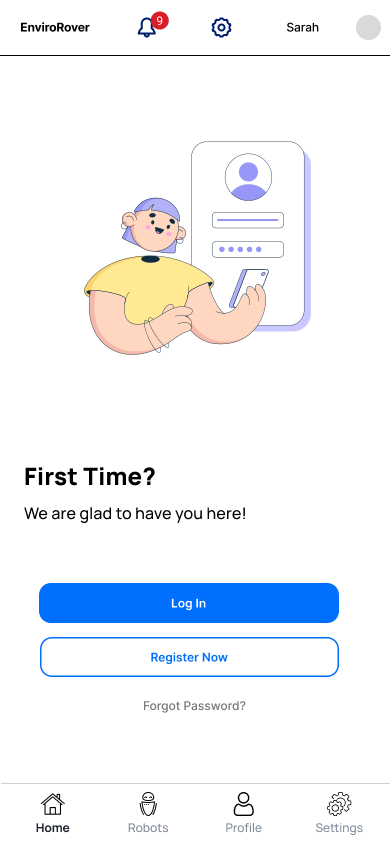 EnviroRover
9
Sarah
First Time?
We are glad to have you here!
Log In
Register Now
Forgot Password?
Home
Robots
Profile
Settings